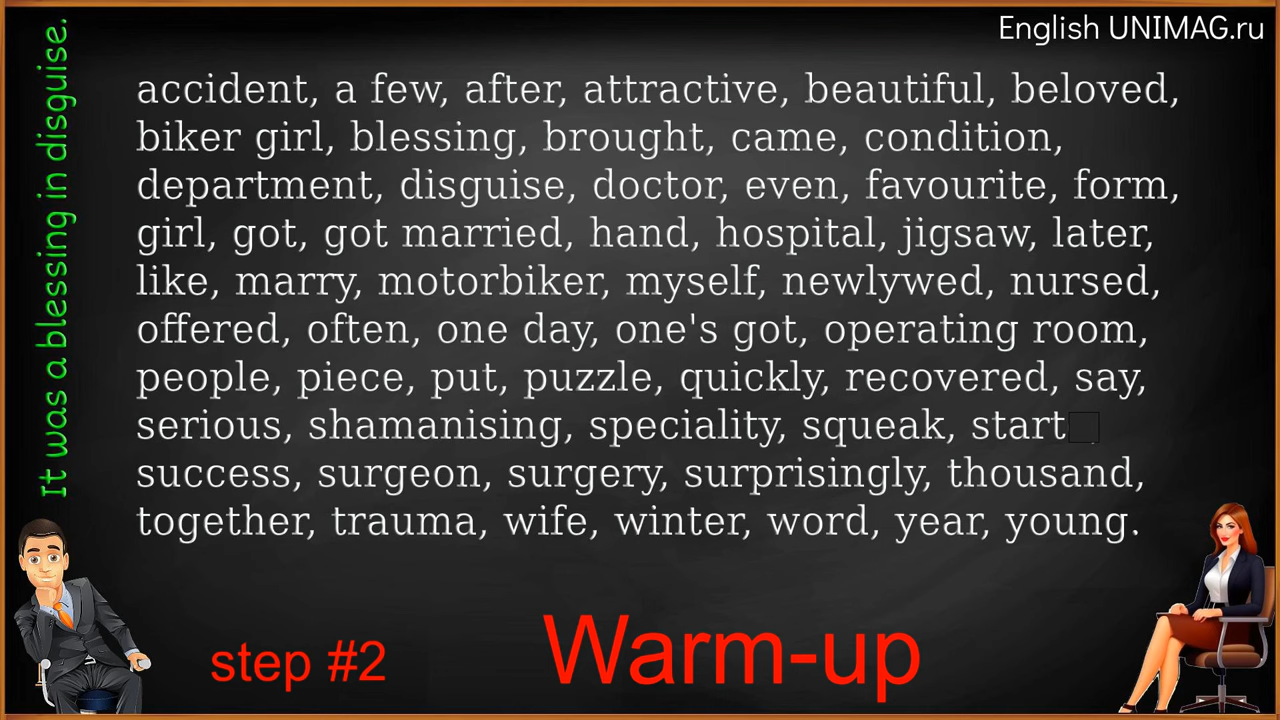 English UNIMAG.ru
It was a blessing in disguise.
accident, a few, after, attractive, beautiful, beloved,
biker girl, blessing, brought, came, condition,
department, disguise, doctor, even, favourite, form,
girl, got, got married, hand, hospital, jigsaw, later,
like, marry, motorbiker, myself, newlywed, nursed,
offered, often, one day, one's got, operating room,
people, piece, put, puzzle, quickly, recovered, say,
serious, shamanising, speciality, squeak, start
success, surgeon, surgery, surprisingly, thousand,
together, trauma, wife, winter, word, year, young.
step #2
Warm-up